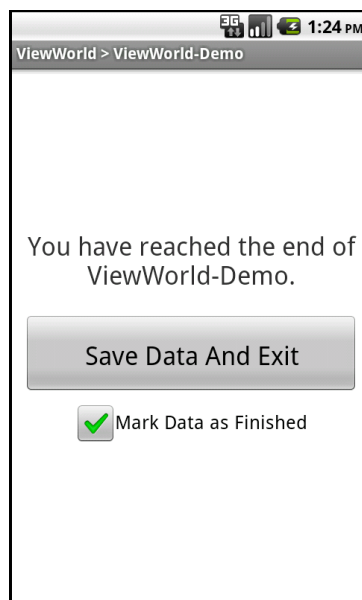 3G 1:24 PM
ViewWorld > ViewWorld-Demo
You have reached the end of
ViewWorld-Demo.
Save Data And Exit
Mark Data as Finished